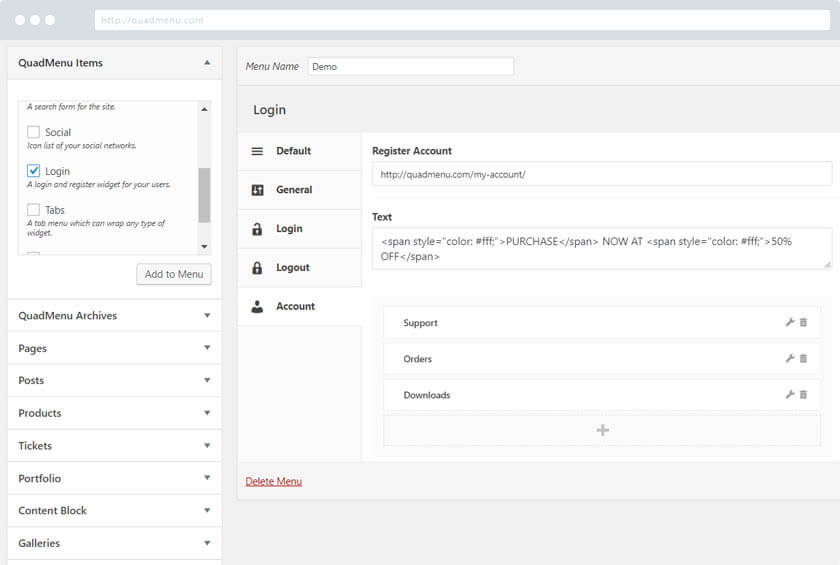 http://quadmenu.com
QuadMenu Items
A search form for the site.
Social
Icon list of your social networks.
Login
A login and register widget for your users.
Tabs
A tab menu which can wrap any type of
widget.
Add to Menu
QuadMenu Archives
Pages
Posts
Products
Tickets
Portfolio
Content Block
Galleries
Menu Name
Demo
Login
Default
General
Login
Logout
Account
Register Account
http://quadmenu.com/my-account/
Text
<span style="color: #fff;">PURCHASE</span> NOW AT <span style="color: #fff;">50%
OFF</span>
Support
Orders
Downloads
Delete Menu